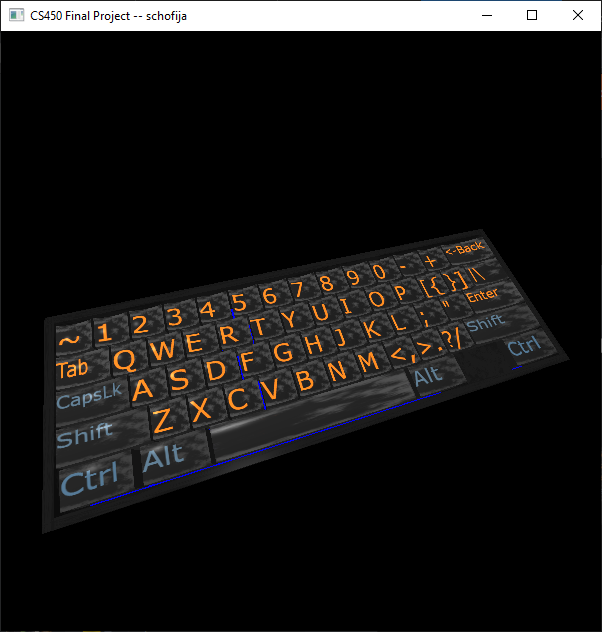 CS450 Final Project -- schofija
~ 1 2 3 4 5 6 7 8 9 0 - + <-Back
Tab Q W E R T Y U I O P [{ }] |\
CapsLk A S D F G H J K L ; " Enter
Shift Z X C V B N M <,>.?/ Shift
Ctrl Alt Alt Ctrl